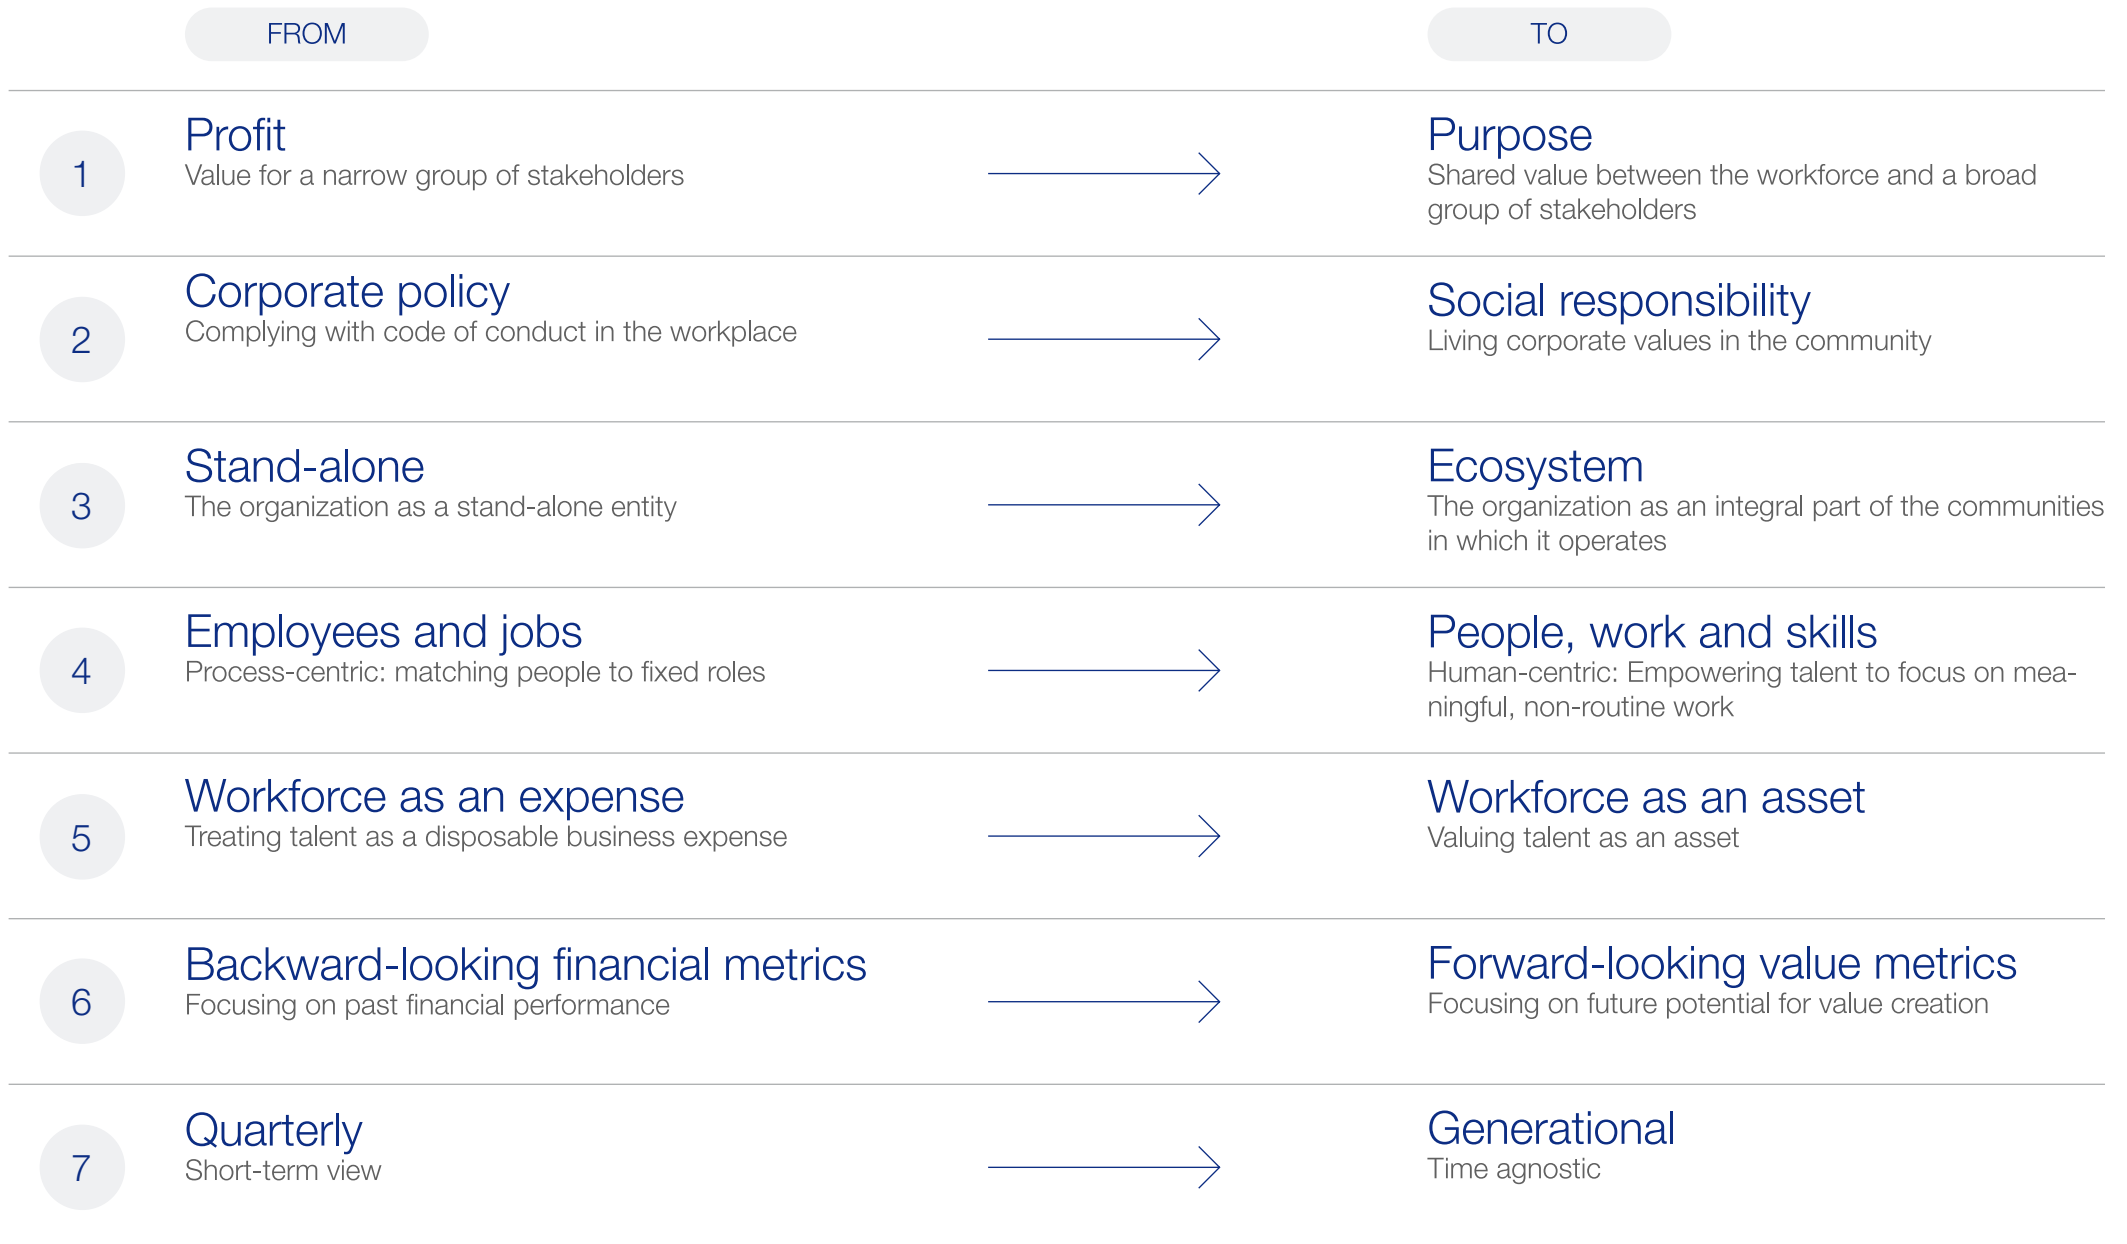 FROM
TO
1
Profit
Value for a narrow group of stakeholders
Purpose
Shared value between the workforce and a broad
group of stakeholders
2
Corporate policy
Complying with code of conduct in the workplace
Social responsibility
Living corporate values in the community
3
Stand-alone
The organization as a stand-alone entity
Ecosystem
The organization as an integral part of the communities
in which it operates
4
Employees and jobs
Process-centric: matching people to fixed roles
People, work and skills
Human-centric: Empowering talent to focus on mea-
ningful, non-routine work
5
Workforce as an expense
Treating talent as a disposable business expense
Workforce as an asset
Valuing talent as an asset
6
Backward-looking financial metrics
Focusing on past financial performance
Forward-looking value metrics
Focusing on future potential for value creation
7
Quarterly
Short-term view
Generational
Time agnostic